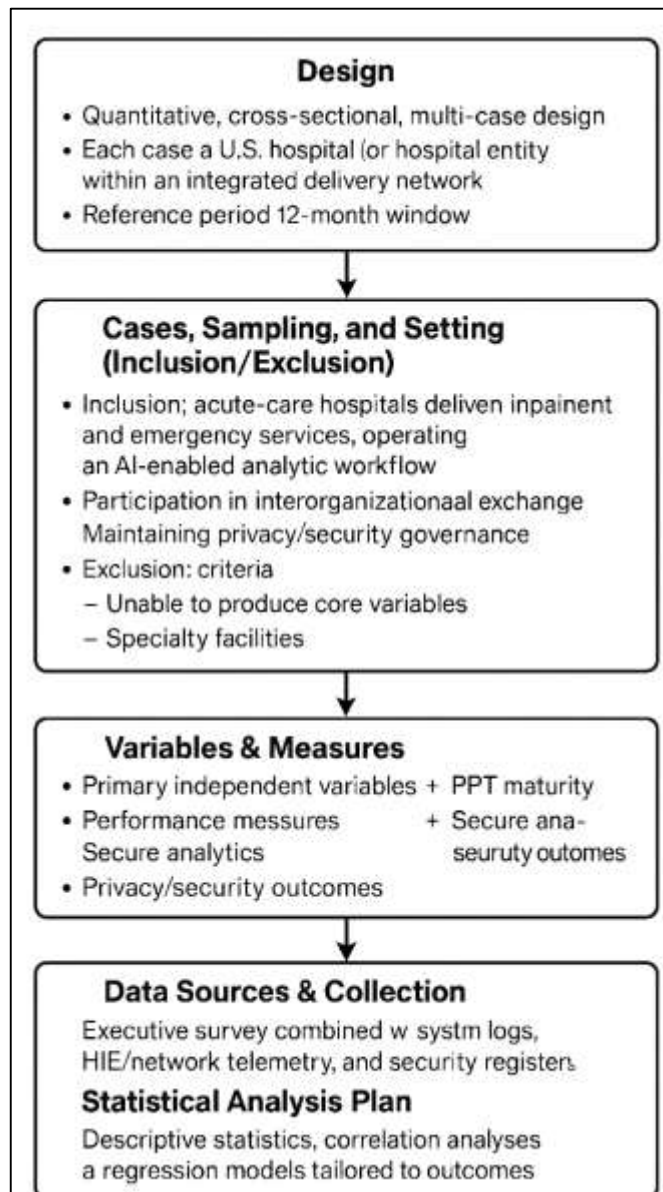 Design
• Quantitative, cross-sectional, multi-case design
• Each case a U.S. hospital (or hospital entity
within an integrated delivery network
• Reference period 12-month window
Cases, Sampling, and Setting
(Inclusion/Exclusion)
• Inclusion; acute-care hospitals deliven inpainent
and emergency services, operating
an AI-enabled analytic workflow
• Participation in interorganizationaal exchange
Maintaining privacy/security governance
• Exclusion: criteria
– Unable to produce core variables
– Specialty facilities
Variables & Measures
• Primary independent variables + PPT maturity
• Performance messures + Secure ana-
Secure analytics seuruty outomes
• Privacy/security outcomes
Data Sources & Collection
Executive survey combined w systm logs,
HIE/network telemetry, and security registers
Statistical Analysis Plan
Descriptive statistics, correlation analyses
a regression models tailored to outcomes